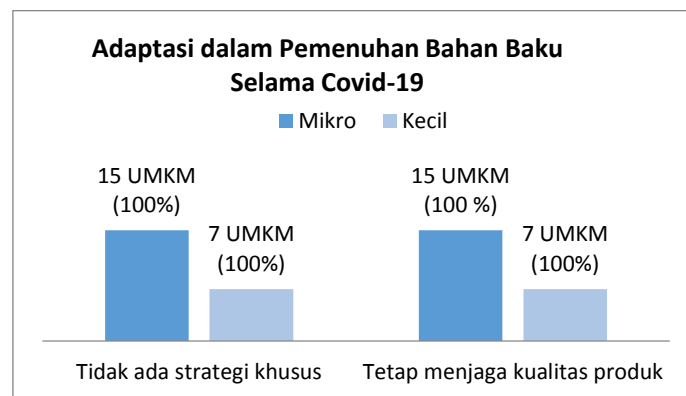 Adaptasi dalam Pemenuhan Bahan Baku
Selama Covid-19
Mikro Kecil
15 UMKM
(100%)
7 UMKM
(100%)
15 UMKM
(100 %)
7 UMKM
(100%)
Tidak ada strategi khusus
Tetap menjaga kualitas produk